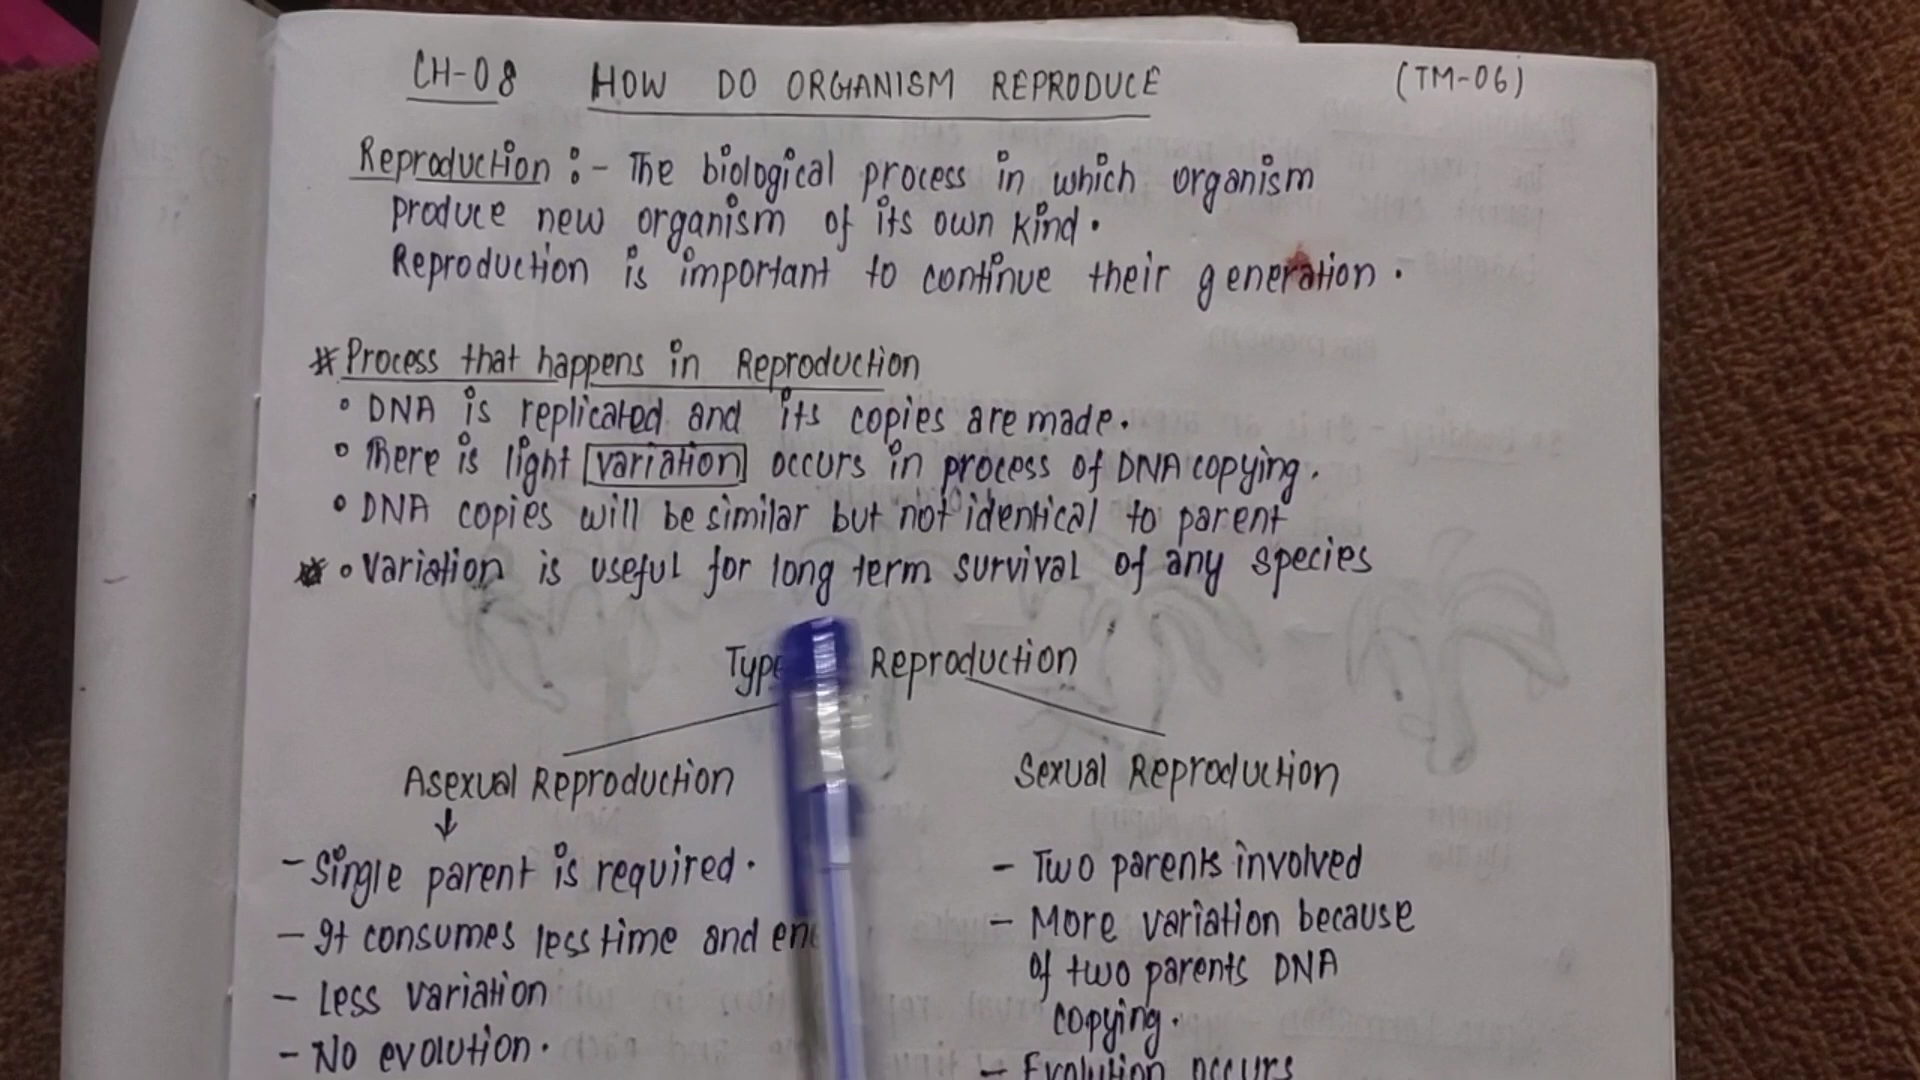 CH-08 HOW DO ORGANISM REPRODUCE (TM-06)
Reproduction :- The biological process in which organism
produce new organism of its own kind.
Reproduction is important to continue their generation.
* Process that happens in Reproduction
• DNA is replicated and its copies are made.
• There is light variation occurs in process of DNA copying.
• DNA copies will be similar but not identical to parent
* • Variation is useful for long term survival of any species
Reproduction
Asexual Reproduction
↓
- Single parent is required.
- It consumes less time and
- Less variation
- No evolution.
Sexual Reproduction
- Two parents involved
- More variation because
of two parents DNA
copying.
- Evolution occurs